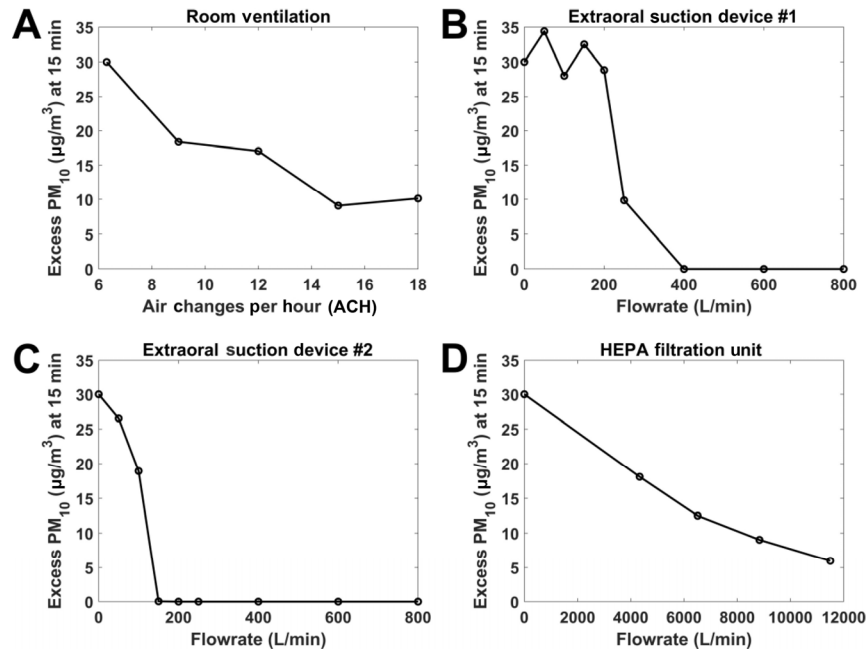 A
Room ventilation
Excess PM10 (μg/m3) at 15 min
35
30
25
20
15
10
5
0
6 8 10 12 14 16 18
Air changes per hour (ACH)
B
Extraoral suction device #1
Excess PM10 (μg/m3) at 15 min
35
30
25
20
15
10
5
0
0 200 400 600 800
Flowrate (L/min)
C
Extraoral suction device #2
Excess PM10 (μg/m3) at 15 min
35
30
25
20
15
10
5
0
0 200 400 600 800
Flowrate (L/min)
D
HEPA filtration unit
Excess PM10 (μg/m3) at 15 min
35
30
25
20
15
10
5
0
0 2000 4000 6000 8000 10000 12000
Flowrate (L/min)